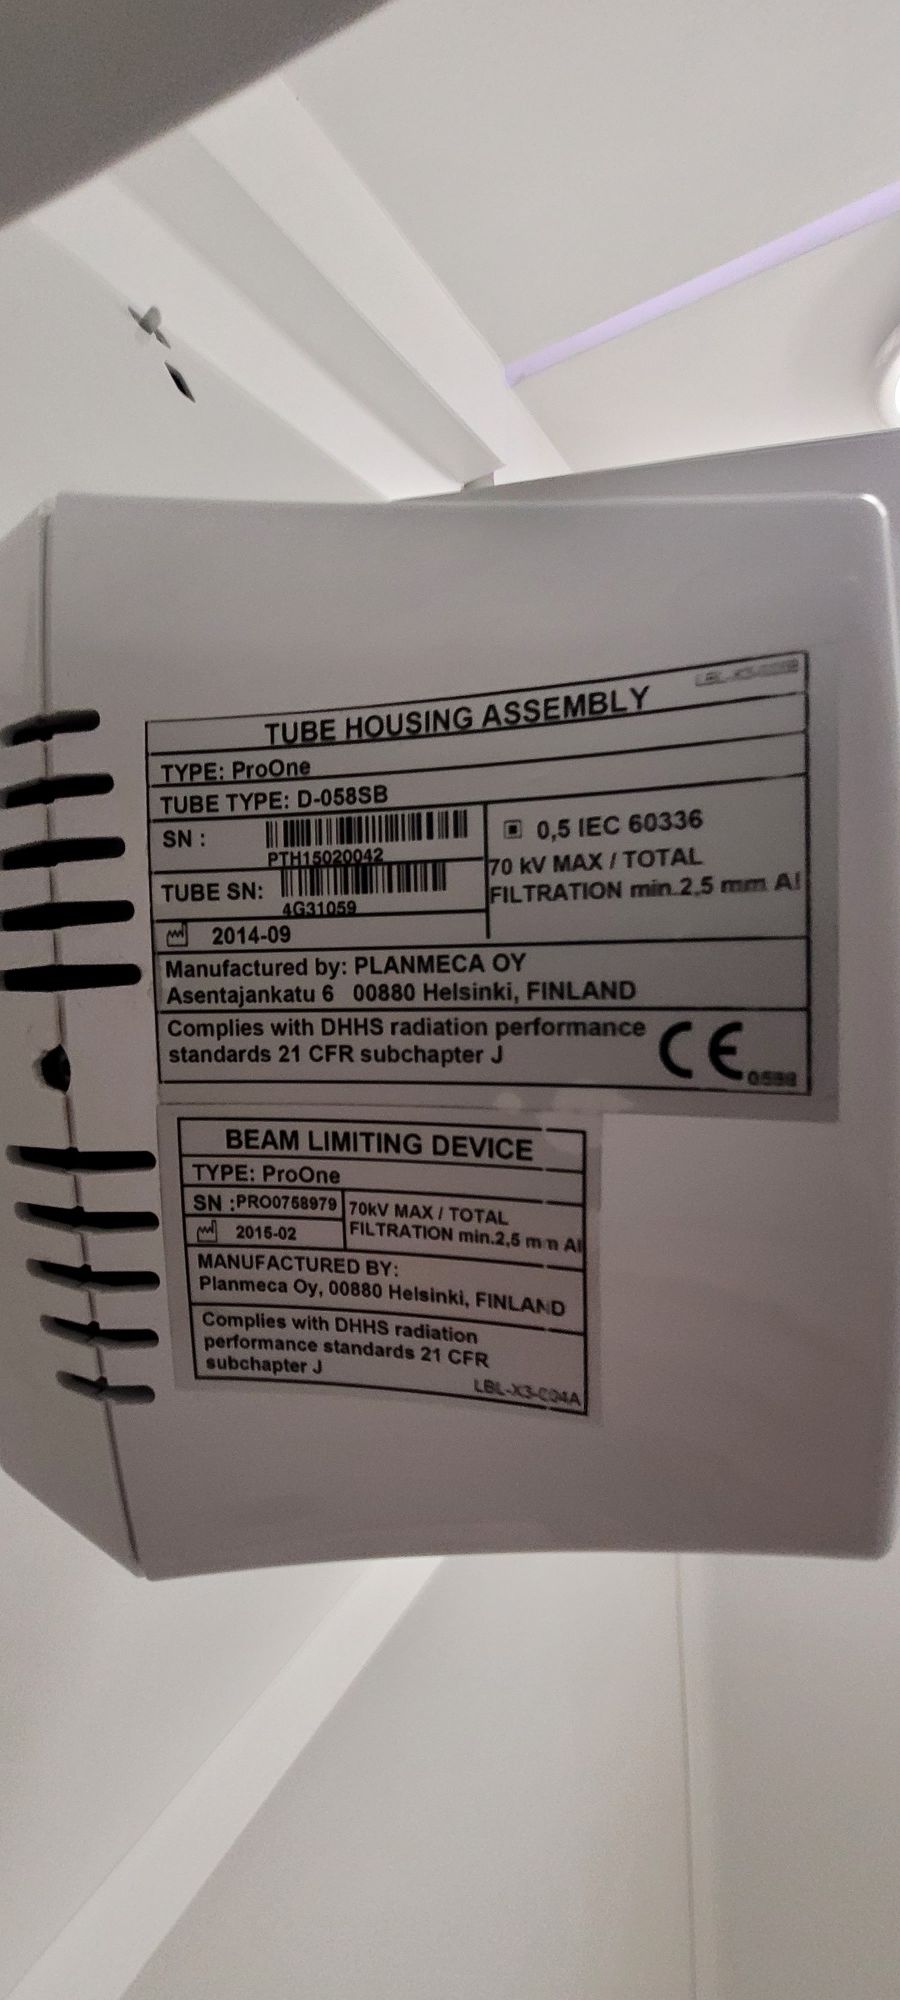 TUBE HOUSING ASSEMBLY
TYPE: ProOne
TUBE TYPE: D-058SB
SN :
PTH15020042
0,5 IEC 60336
70 kV MAX / TOTAL
FILTRATION min.2,5 mm Al
TUBE SN:
4G31059
2014-09
Manufactured by: PLANMECA OY
Asentajankatu 6 00880 Helsinki, FINLAND
Complies with DHHS radiation performance
standards 21 CFR subchapter J
CE
BEAM LIMITING DEVICE
TYPE: ProOne
SN :PRO0758979
2015-02
70kV MAX / TOTAL
FILTRATION min.2,5 mm Al
MANUFACTURED BY:
Planmeca Oy, 00880 Helsinki, FINLAND
Complies with DHHS radiation
performance standards 21 CFR
subchapter J
LBL-X3-C04A